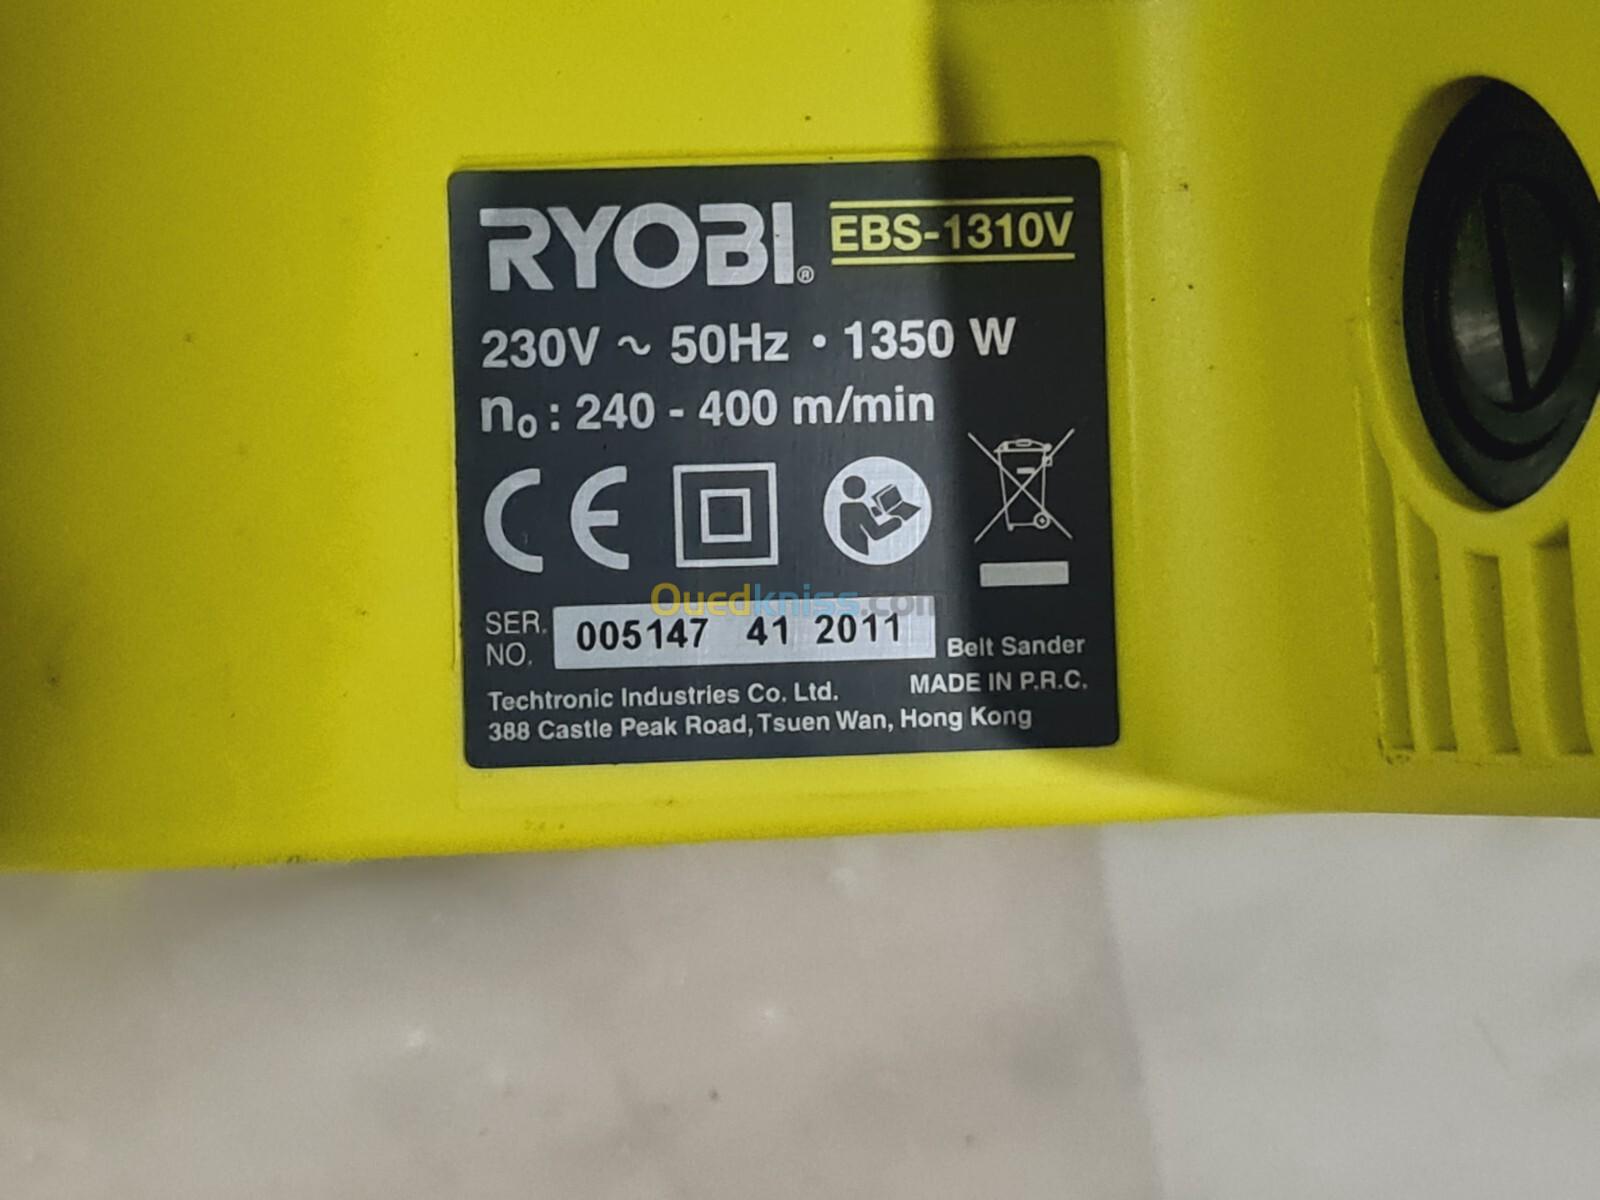 RYOBI® EBS-1310V
230V ~ 50Hz · 1350 W
n₀ : 240 - 400 m/min
CE
Ouedkniss.com
SER. NO. 005147 41 2011
Belt Sander
Techtronic Industries Co. Ltd. MADE IN P.R.C.
388 Castle Peak Road, Tsuen Wan, Hong Kong